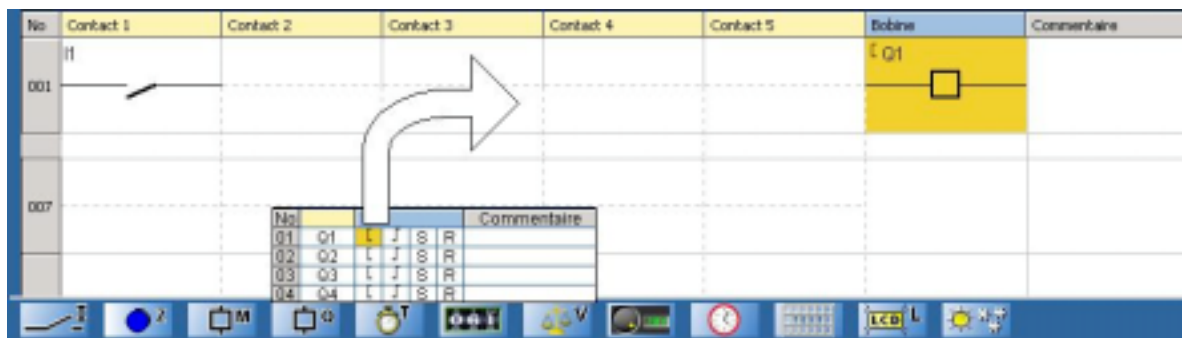 No Contact 1 Contact 2 Contact 3 Contact 4 Contact 5 Bobine Commentaire
I1 [ Q1
001
007
No Commentaire
01 Q1 [ ∫ S R
02 Q2 [ ∫ S R
03 Q3 [ ∫ S R
04 Q4 [ ∫ S R
I Z M Q T V LCD L